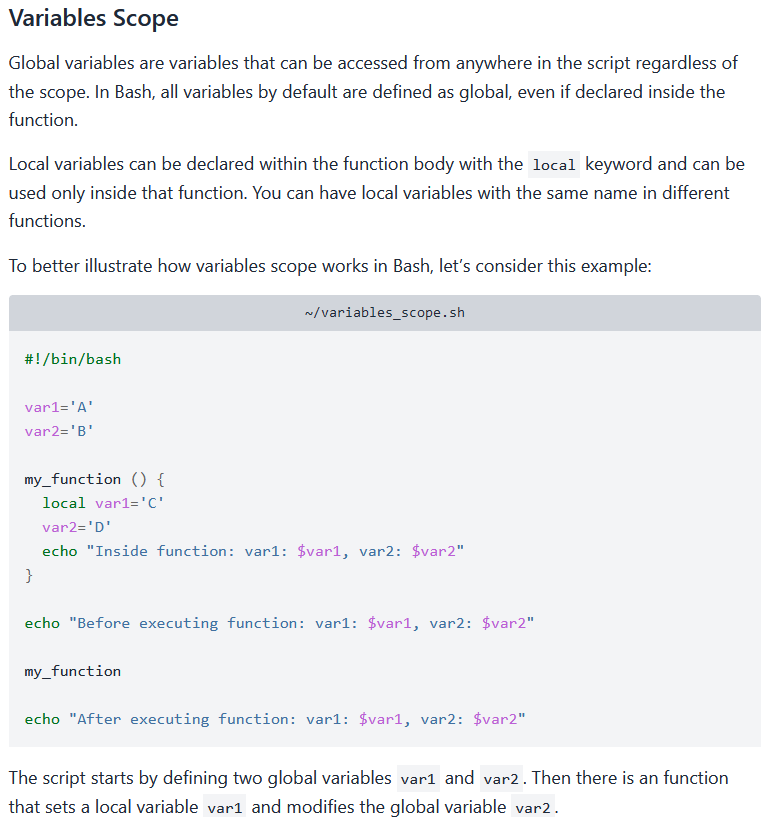 Variables Scope
Global variables are variables that can be accessed from anywhere in the script regardless of
the scope. In Bash, all variables by default are defined as global, even if declared inside the
function.
Local variables can be declared within the function body with the local keyword and can be
used only inside that function. You can have local variables with the same name in different
functions.
To better illustrate how variables scope works in Bash, let’s consider this example:
~/variables_scope.sh
#!/bin/bash
var1='A'
var2='B'
my_function () {
  local var1='C'
  var2='D'
  echo "Inside function: var1: $var1, var2: $var2"
}
echo "Before executing function: var1: $var1, var2: $var2"
my_function
echo "After executing function: var1: $var1, var2: $var2"
The script starts by defining two global variables var1 and var2. Then there is an function
that sets a local variable var1 and modifies the global variable var2.